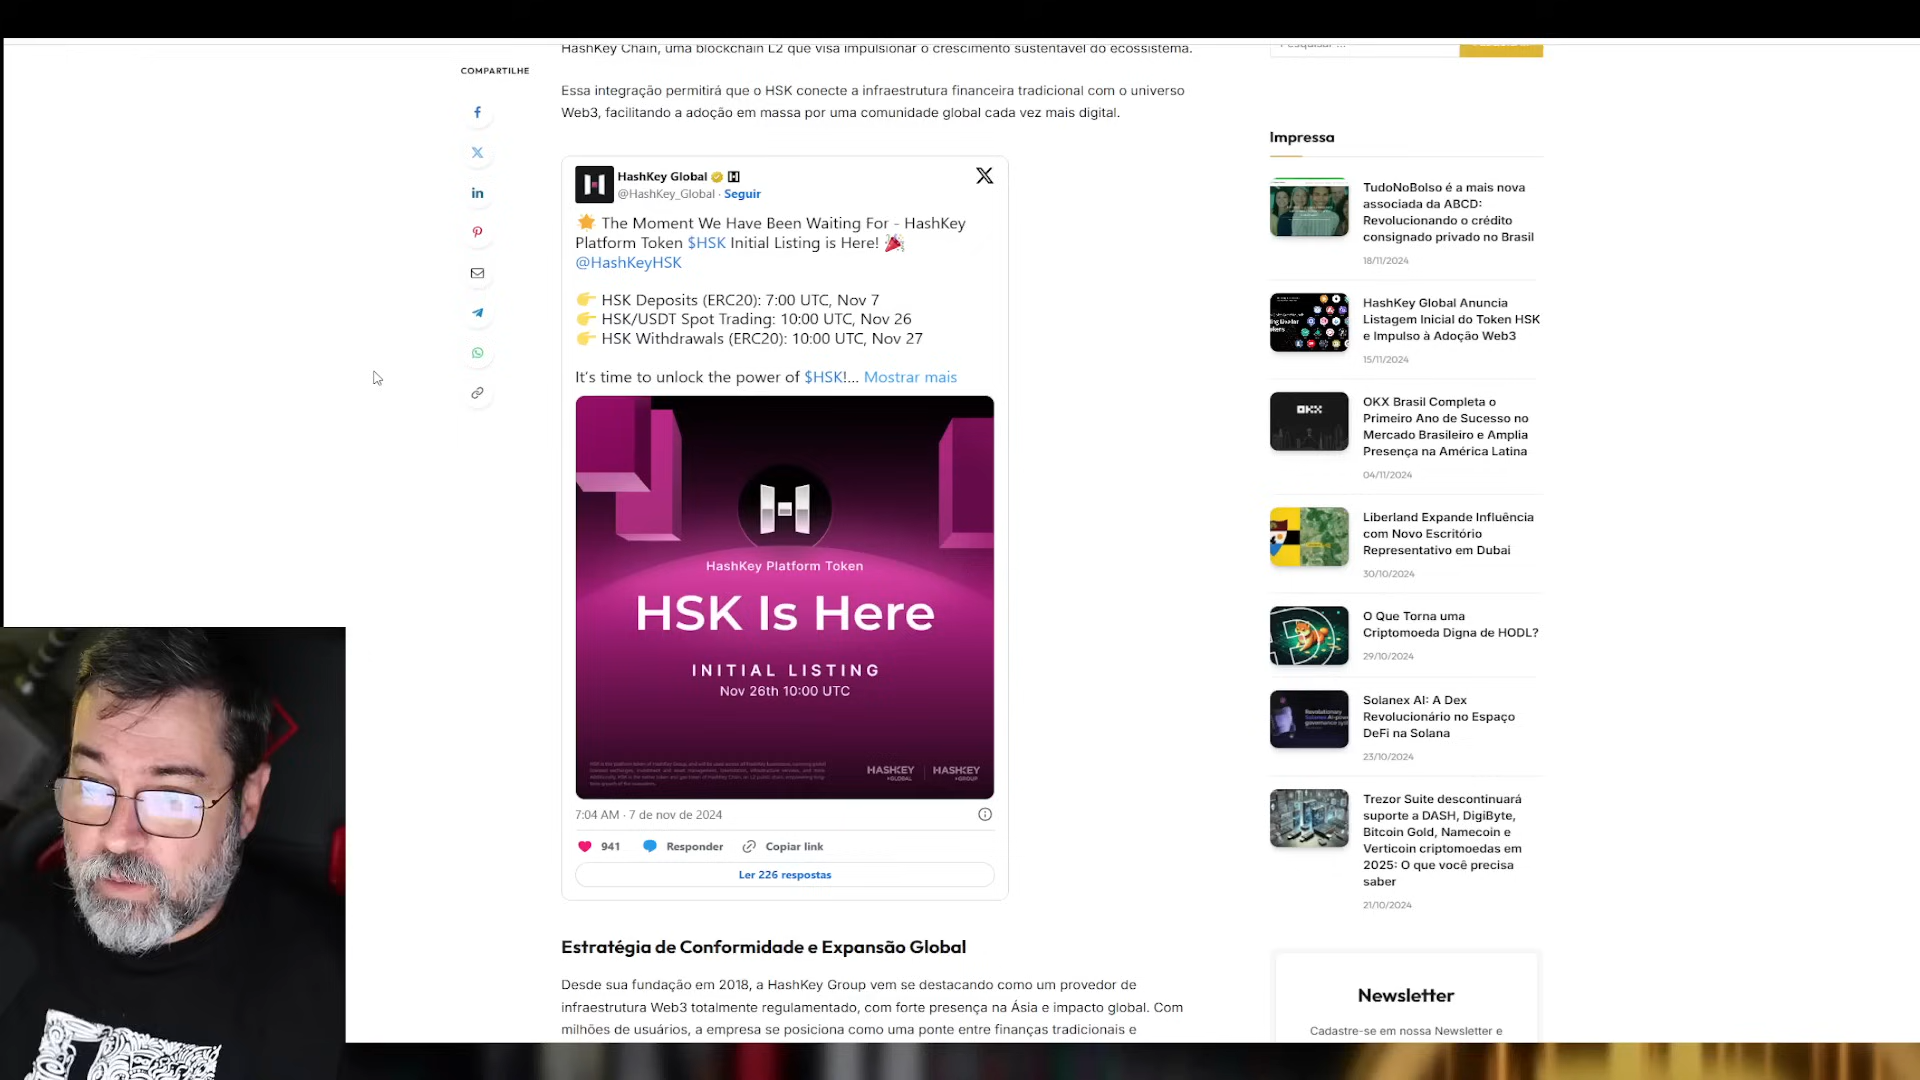 HashKey Chain, uma blockchain L2 que visa impulsionar o crescimento sustentável do ecossistema.
COMPARTILHE
Essa integração permitirá que o HSK conecte a infraestrutura financeira tradicional com o universo
Web3, facilitando a adoção em massa por uma comunidade global cada vez mais digital.
HashKey Global
@HashKey_Global · Seguir
The Moment We Have Been Waiting For - HashKey
Platform Token $HSK Initial Listing is Here!
@HashKeyHSK
HSK Deposits (ERC20): 7:00 UTC, Nov 7
HSK/USDT Spot Trading: 10:00 UTC, Nov 26
HSK Withdrawals (ERC20): 10:00 UTC, Nov 27
It's time to unlock the power of $HSK!... Mostrar mais
HashKey Platform Token
HSK Is Here
INITIAL LISTING
Nov 26th 10:00 UTC
HASHKEY
GLOBAL
HASHKEY
GROUP
7:04 AM · 7 de nov de 2024
941 Responder Copiar link
Ler 226 respostas
Estratégia de Conformidade e Expansão Global
Desde sua fundação em 2018, a HashKey Group vem se destacando como um provedor de
infraestrutura Web3 totalmente regulamentado, com forte presença na Ásia e impacto global. Com
milhões de usuários, a empresa se posiciona como uma ponte entre finanças tradicionais e
Impressa
TudoNoBolso é a mais nova
associada da ABCD:
Revolucionando o crédito
consignado privado no Brasil
18/11/2024
HashKey Global Anuncia
Listagem Inicial do Token HSK
e Impulso à Adoção Web3
15/11/2024
OKX
OKX Brasil Completa o
Primeiro Ano de Sucesso no
Mercado Brasileiro e Amplia
Presença na América Latina
04/11/2024
Liberland Expande Influência
com Novo Escritório
Representativo em Dubai
30/10/2024
O Que Torna uma
Criptomoeda Digna de HODL?
29/10/2024
Solanex AI: A Dex
Revolucionário no Espaço
DeFi na Solana
23/10/2024
Trezor Suite descontinuará
suporte a DASH, DigiByte,
Bitcoin Gold, Namecoin e
Verticoin criptomoedas em
2025: O que você precisa
saber
21/10/2024
Newsletter
Cadastre-se em nossa Newsletter e